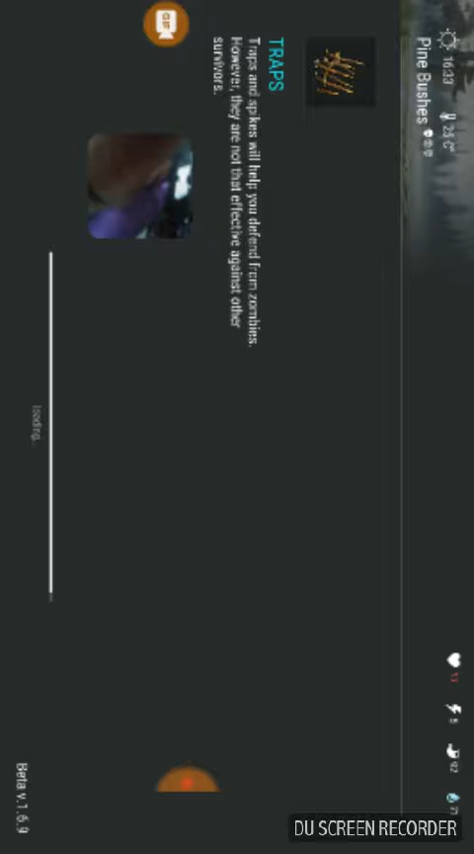 16:33 25 C°
Pine Bushes
TRAPS
Traps and spikes will help you defend from zombies.
However, they are not that effective against other
survivors.
loading..
Beta v.1.6.9
DU SCREEN RECORDER